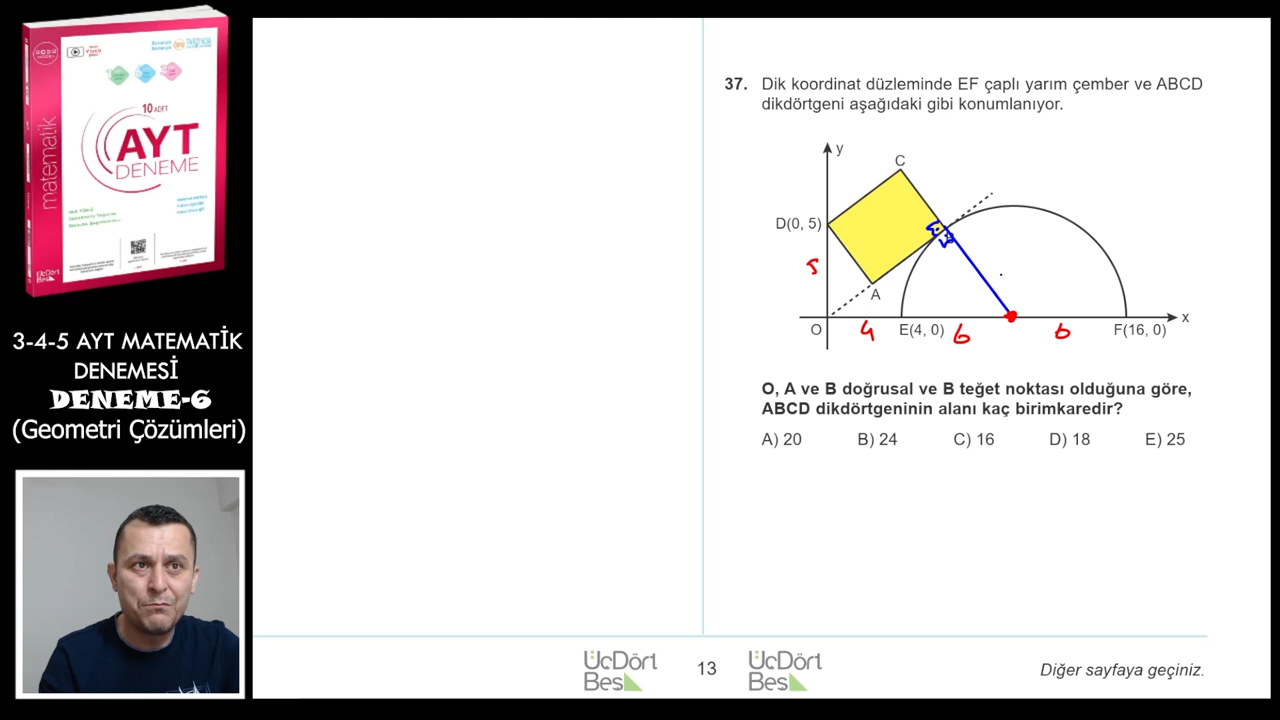 matematik
10 ADET
AYT
DENEME
ÜçDört
Beş
3-4-5 AYT MATEMATİK
DENEMESİ
DENEME-6
(Geometri Çözümleri)
37. Dik koordinat düzleminde EF çaplı yarım çember ve ABCD
dikdörtgeni aşağıdaki gibi konumlanıyor.
y
C
D(0, 5)
5
A
O
4
E(4, 0)
6
6
F(16, 0)
x
O, A ve B doğrusal ve B teğet noktası olduğuna göre,
ABCD dikdörtgeninin alanı kaç birimkaredir?
A) 20 B) 24 C) 16 D) 18 E) 25
ÜçDört
Beş
13
ÜçDört
Beş
Diğer sayfaya geçiniz.